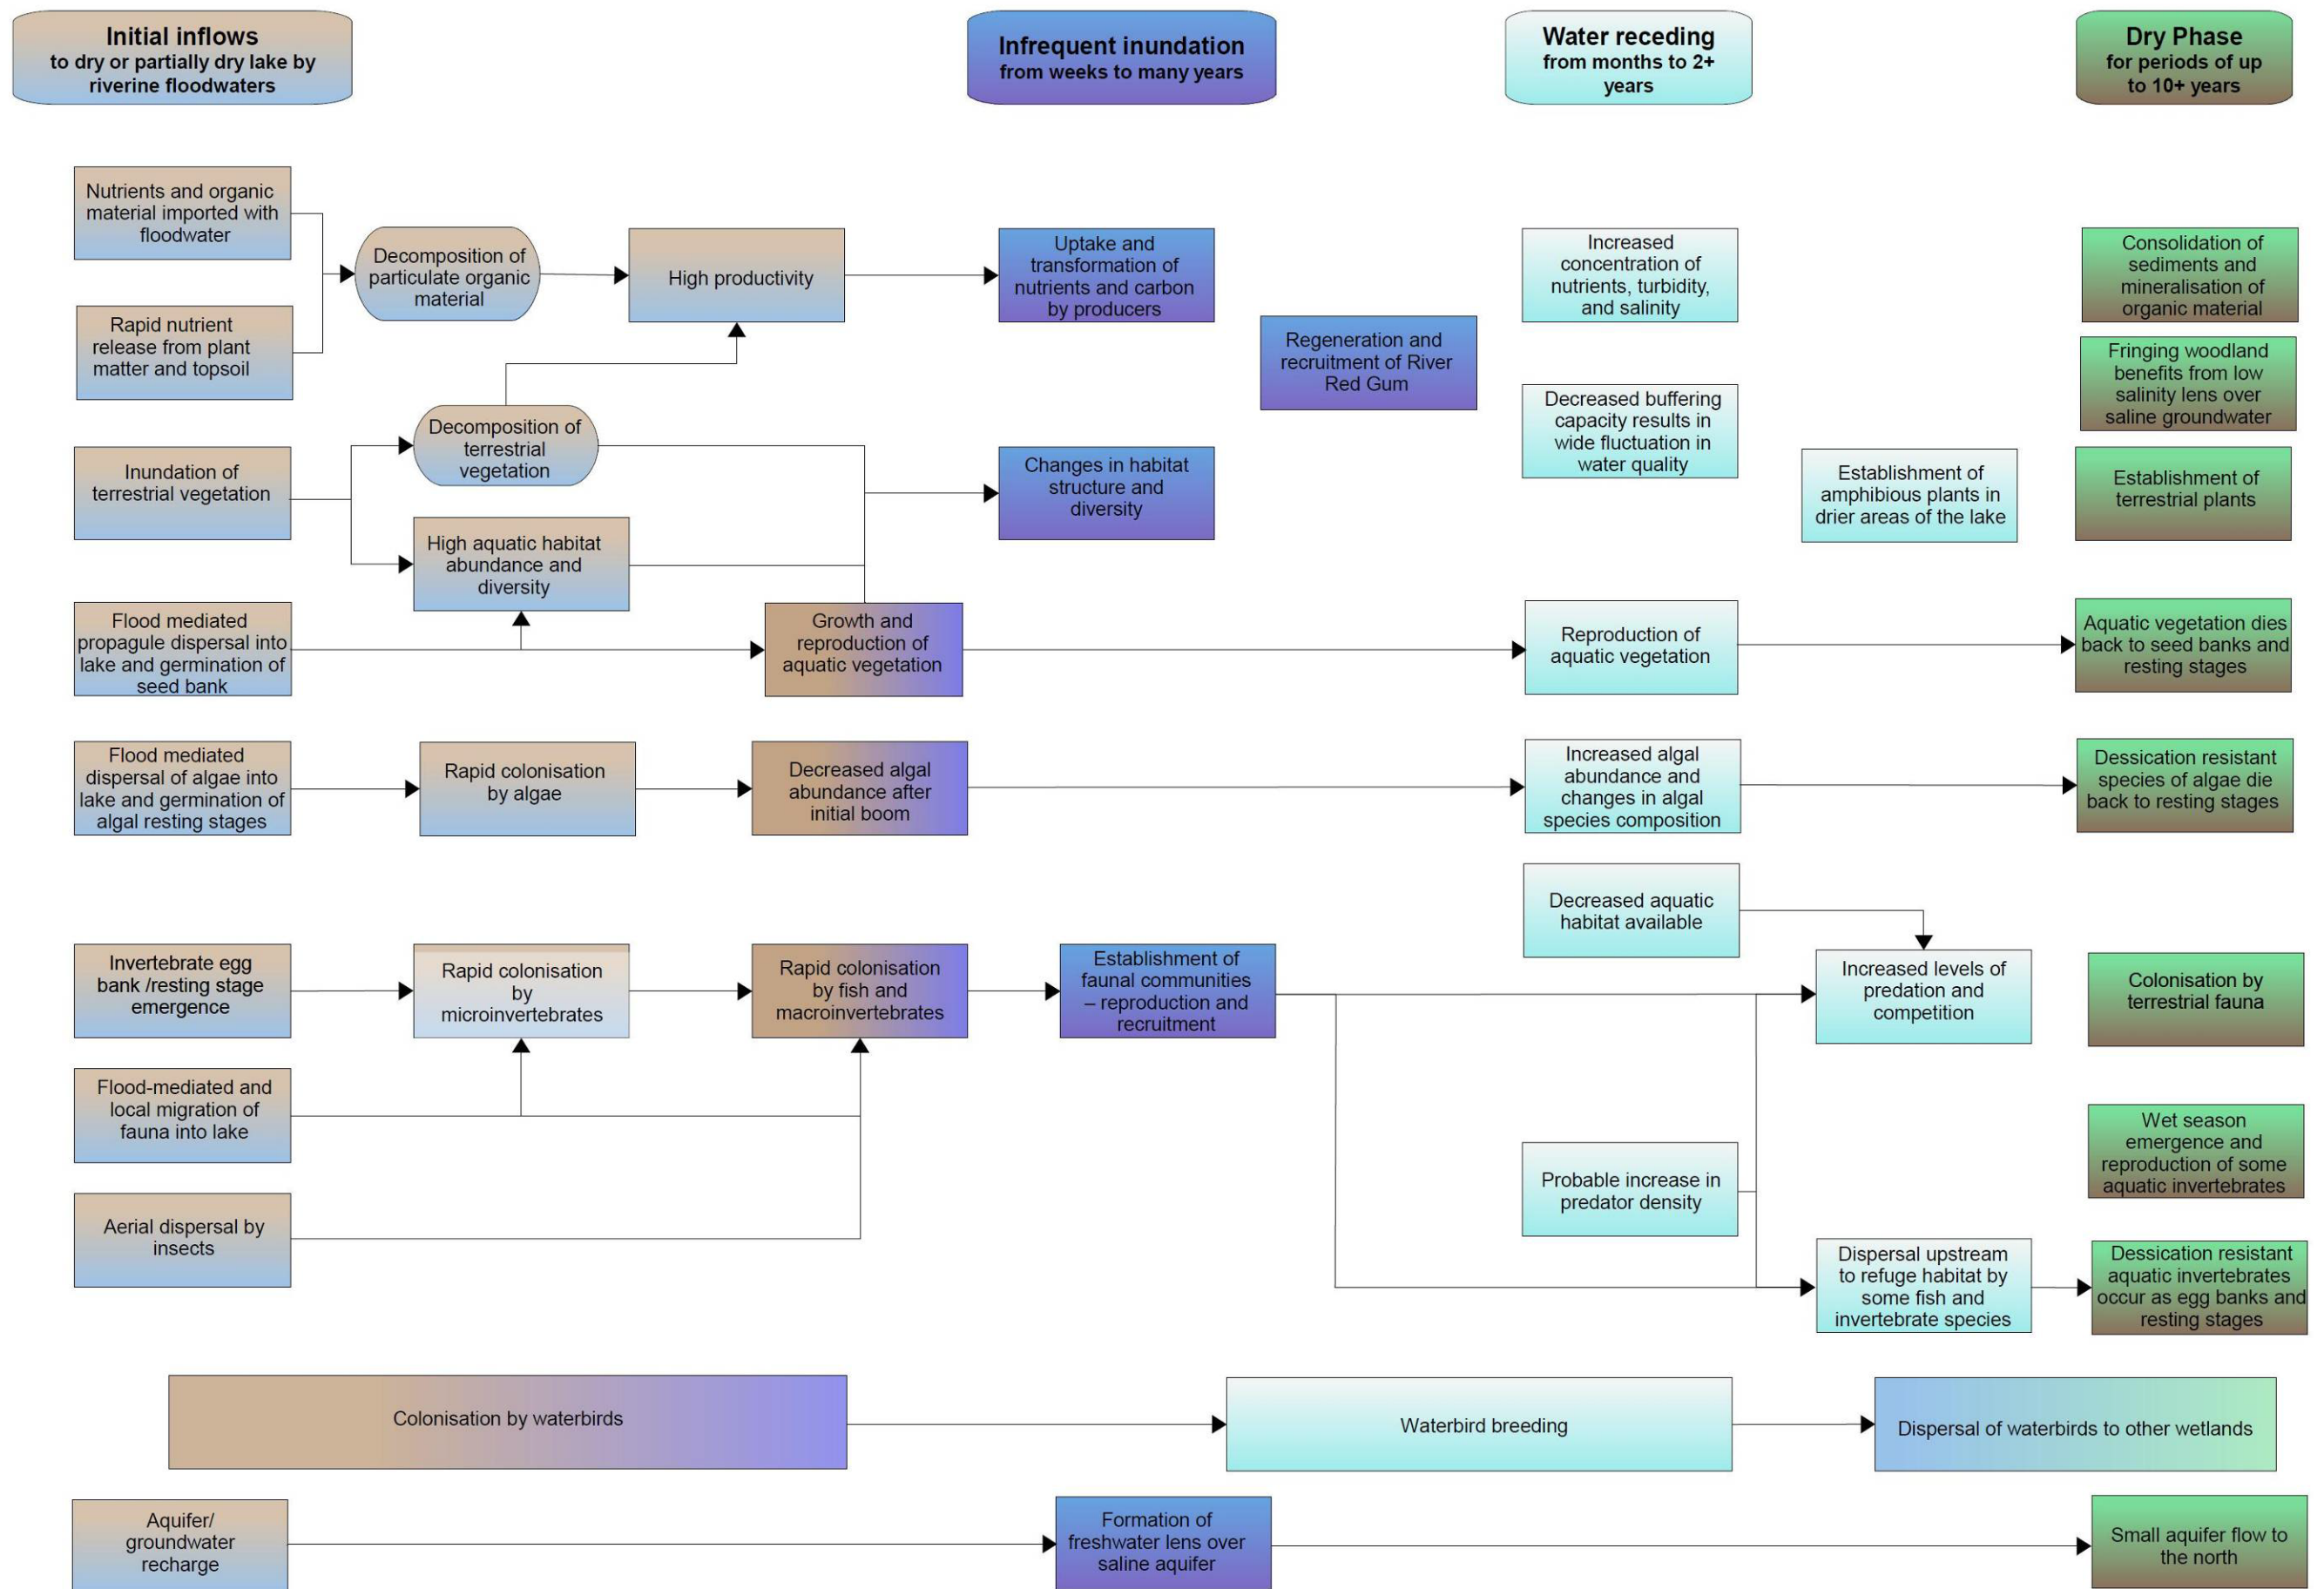 Initial inflows
to dry or partially dry lake by
riverine floodwaters
Infrequent inundation
from weeks to many years
Water receding
from months to 2+
years
Dry Phase
for periods of up
to 10+ years
Nutrients and organic
material imported with
floodwater
Rapid nutrient
release from plant
matter and topsoil
Decomposition of
particulate organic
material
High productivity
Uptake and
transformation of
nutrients and carbon
by producers
Regeneration and
recruitment of River
Red Gum
Increased
concentration of
nutrients, turbidity,
and salinity
Decreased buffering
capacity results in
wide fluctuation in
water quality
Consolidation of
sediments and
mineralisation of
organic material
Fringing woodland
benefits from low
salinity lens over
saline groundwater
Inundation of
terrestrial vegetation
Decomposition of
terrestrial
vegetation
High aquatic habitat
abundance and
diversity
Changes in habitat
structure and
diversity
Establishment of
amphibious plants in
drier areas of the lake
Establishment of
terrestrial plants
Flood mediated
propagule dispersal into
lake and germination of
seed bank
Growth and
reproduction of
aquatic vegetation
Reproduction of
aquatic vegetation
Aquatic vegetation dies
back to seed banks and
resting stages
Flood mediated
dispersal of algae into
lake and germination of
algal resting stages
Rapid colonisation
by algae
Decreased algal
abundance after
initial boom
Increased algal
abundance and
changes in algal
species composition
Dessication resistant
species of algae die
back to resting stages
Decreased aquatic
habitat available
Invertebrate egg
bank /resting stage
emergence
Rapid colonisation
by
microinvertebrates
Rapid colonisation
by fish and
macroinvertebrates
Establishment of
faunal communities
– reproduction and
recruitment
Increased levels of
predation and
competition
Colonisation by
terrestrial fauna
Flood-mediated and
local migration of
fauna into lake
Probable increase in
predator density
Wet season
emergence and
reproduction of some
aquatic invertebrates
Aerial dispersal by
insects
Dispersal upstream
to refuge habitat by
some fish and
invertebrate species
Dessication resistant
aquatic invertebrates
occur as egg banks and
resting stages
Colonisation by waterbirds
Waterbird breeding
Dispersal of waterbirds to other wetlands
Aquifer/
groundwater
recharge
Formation of
freshwater lens over
saline aquifer
Small aquifer flow to
the north